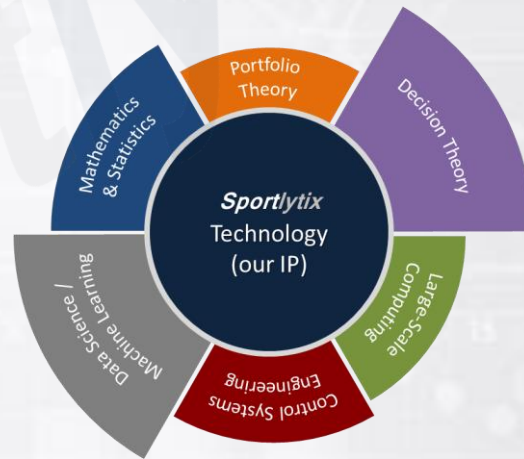 Portfolio
Theory
Decision Theory
Large-Scale
Computing
Control Systems
Engineering
Data Science /
Machine Learning
Mathematics
& Statistics
Sportlytix
Technology
(our IP)